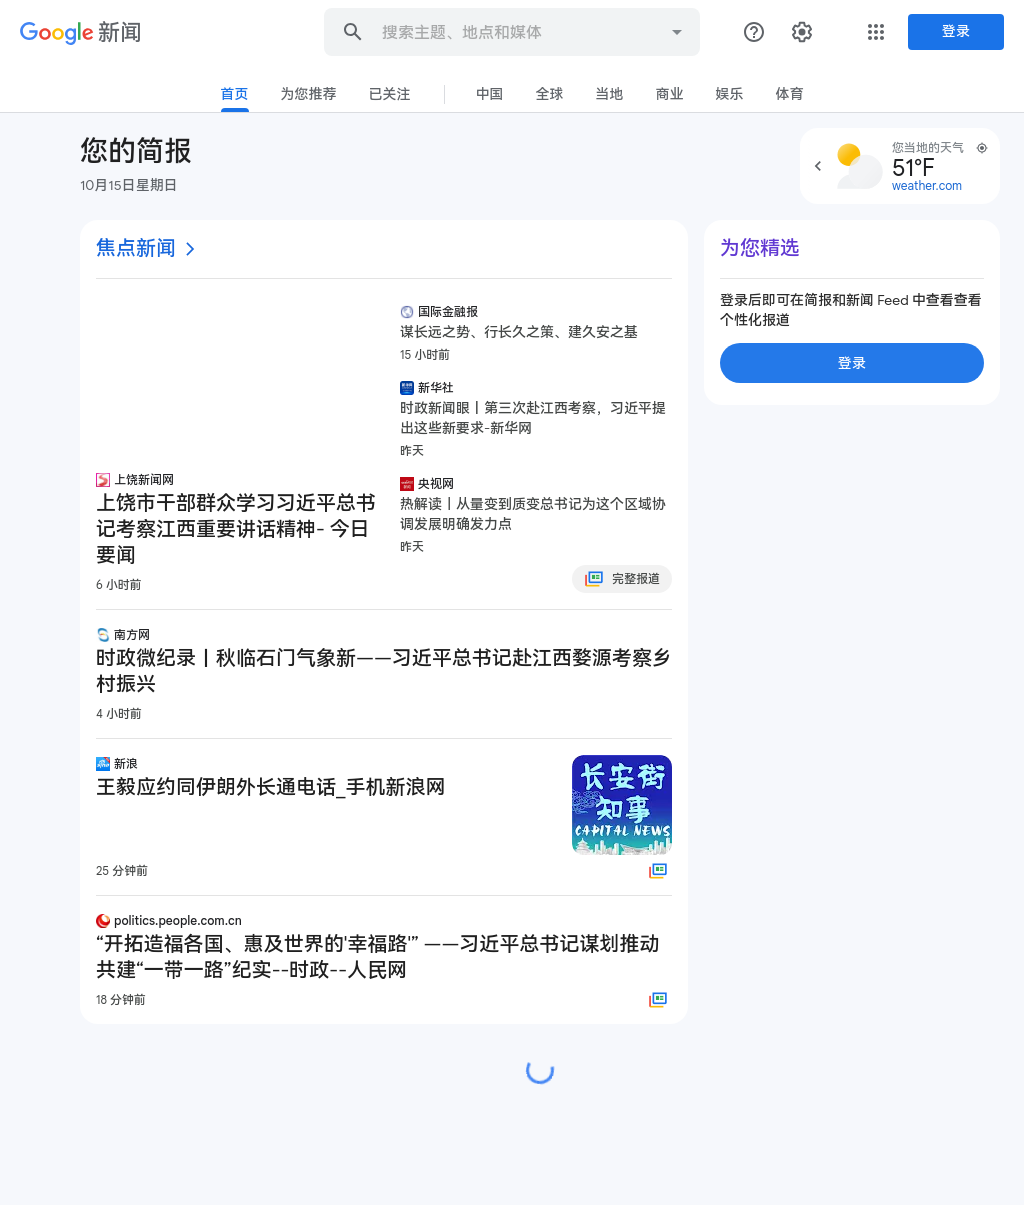 Google 新闻
搜索主题、地点和媒体
登录
首页 为您推荐 已关注 中国 全球 当地 商业 娱乐 体育
您的简报
10月15日星期日
您当地的天气
51°F
weather.com
焦点新闻
上饶新闻网
上饶市干部群众学习习近平总书
记考察江西重要讲话精神- 今日
要闻
6 小时前
国际金融报
谋长远之势、行长久之策、建久安之基
15 小时前
新华社
时政新闻眼丨第三次赴江西考察，习近平提
出这些新要求-新华网
昨天
央视网
热解读丨从量变到质变总书记为这个区域协
调发展明确发力点
昨天
完整报道
南方网
时政微纪录丨秋临石门气象新——习近平总书记赴江西婺源考察乡
村振兴
4 小时前
新浪
王毅应约同伊朗外长通电话_手机新浪网
25 分钟前
长安街
知事
CAPITAL NEWS
politics.people.com.cn
“开拓造福各国、惠及世界的'幸福路'” ——习近平总书记谋划推动
共建“一带一路”纪实--时政--人民网
18 分钟前
为您精选
登录后即可在简报和新闻 Feed 中查看查看
个性化报道
登录